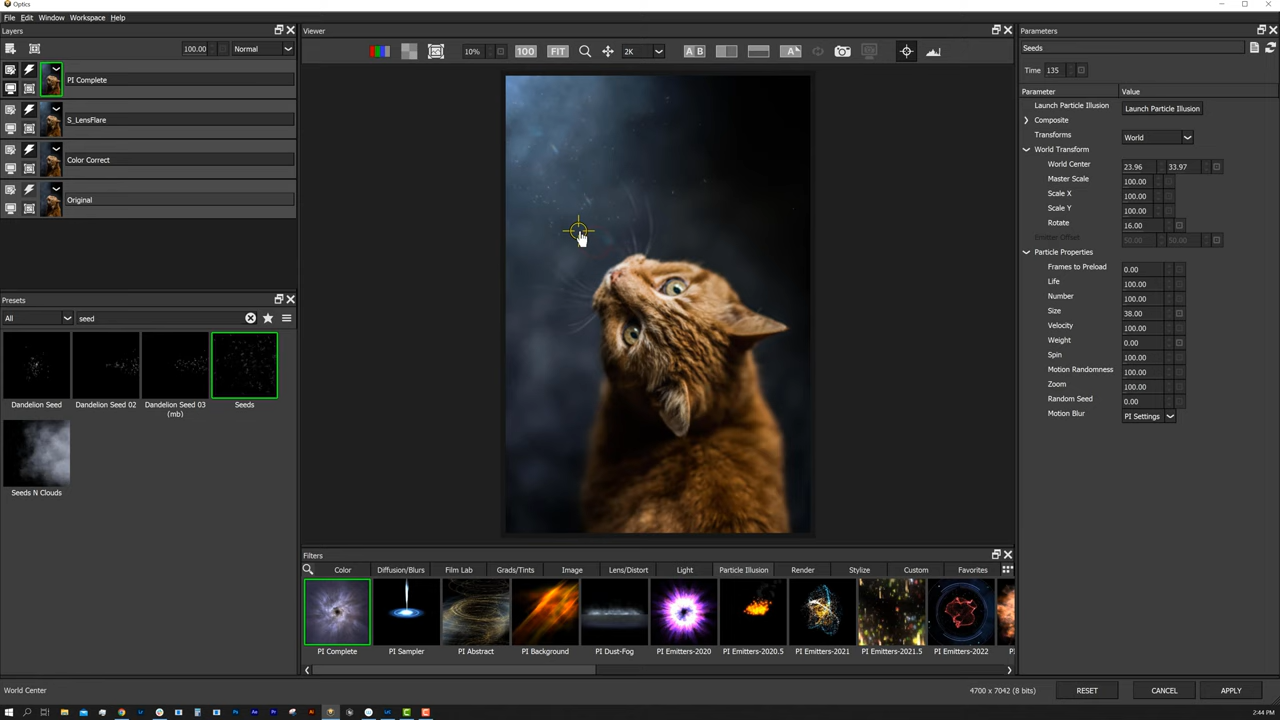 Optics
File Edit Window Workspace Help
Layers
100.00 Normal
PI Complete
S_LensFlare
Color Correct
Original
Presets
All seed
Dandelion Seed Dandelion Seed 02 Dandelion Seed 03 (mb) Seeds
Seeds N Clouds
Viewer
10% 100 FIT 2K A B A
Filters
Color Diffusion/Blurs Film Lab Grads/Tints Image Lens/Distort Light Particle Illusion Render Stylize Custom Favorites
PI Complete PI Sampler PI Abstract PI Background PI Dust-Fog PI Emitters-2020 PI Emitters-2020.5 PI Emitters-2021 PI Emitters-2021.5 PI Emitters-2022
Parameters
Seeds
Time 135
Parameter Value
Launch Particle Illusion Launch Particle Illusion
Composite
Transforms World
World Transform
World Center 23.96 33.97
Master Scale 100.00
Scale X 100.00
Scale Y 100.00
Rotate 16.00
Emitter Offset 50.00 50.00
Particle Properties
Frames to Preload 0.00
Life 100.00
Number 100.00
Size 38.00
Velocity 100.00
Weight 0.00
Spin 100.00
Motion Randomness 100.00
Zoom 100.00
Random Seed 0.00
Motion Blur PI Settings
World Center 4700 x 7042 (8 bits) RESET CANCEL APPLY
2:44 PM